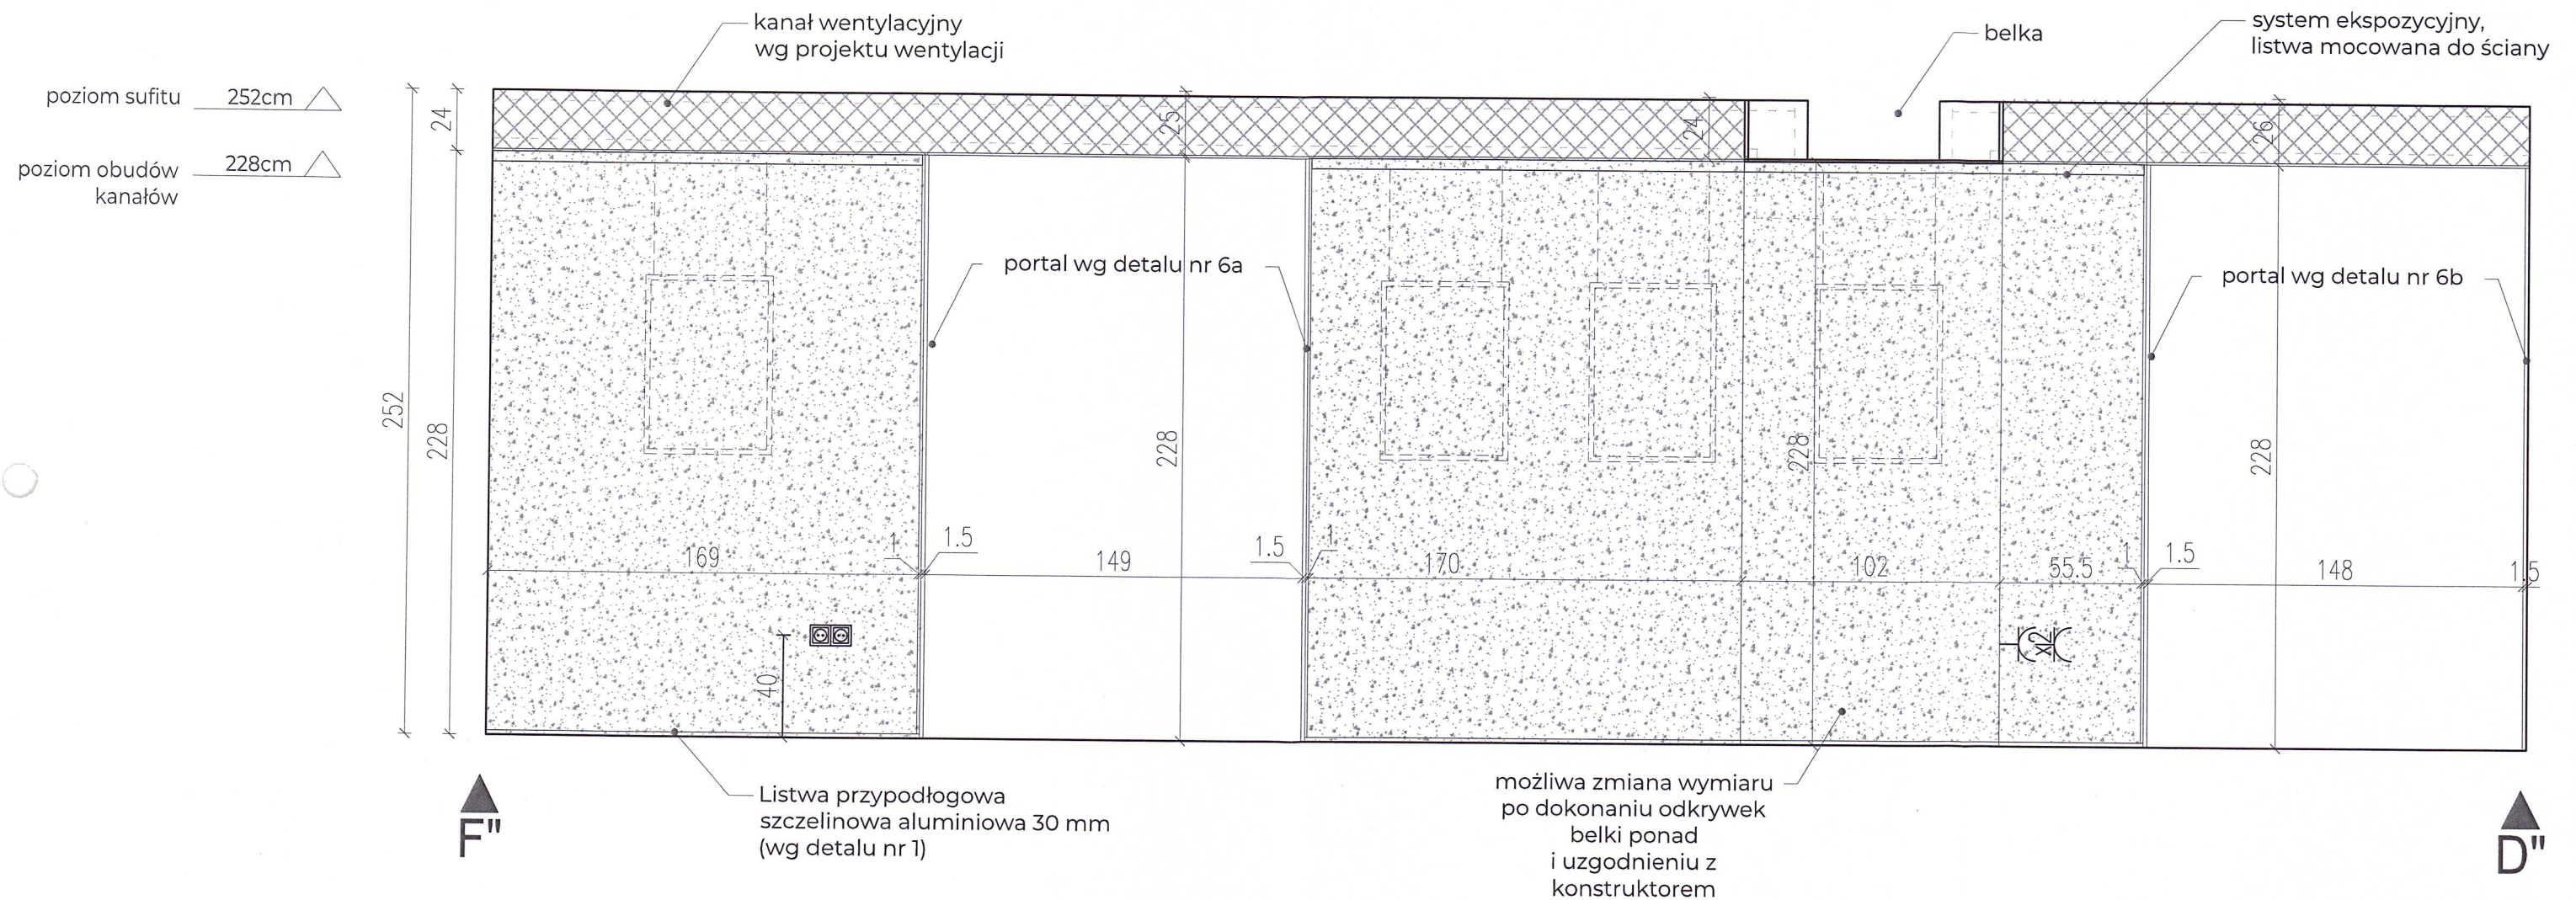 kanał wentylacyjny
wg projektu wentylacji
belka
system ekspozycyjny,
listwa mocowana do ściany
poziom sufitu 252cm
poziom obudów 228cm
kanałów
24
25
24
26
252
228
228
228
228
portal wg detalu nr 6a
portal wg detalu nr 6b
169
1
1.5
149
1.5
1
170
102
55.5
1
1.5
148
1.5
40
x2
Listwa przypodłogowa
szczelinowa aluminiowa 30 mm
(wg detalu nr 1)
możliwa zmiana wymiaru
po dokonaniu odkrywek
belki ponad
i uzgodnieniu z
konstruktorem
F"
D"